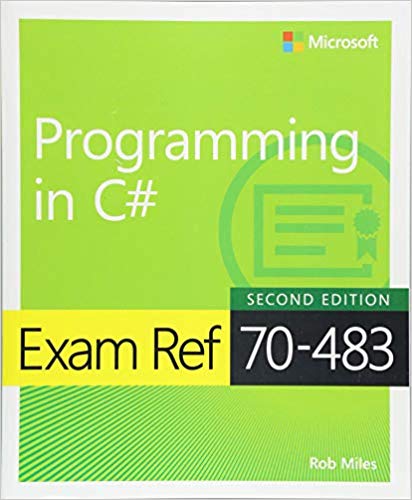 Microsoft
Programming
in C#
SECOND EDITION
Exam Ref 70-483
Rob Miles